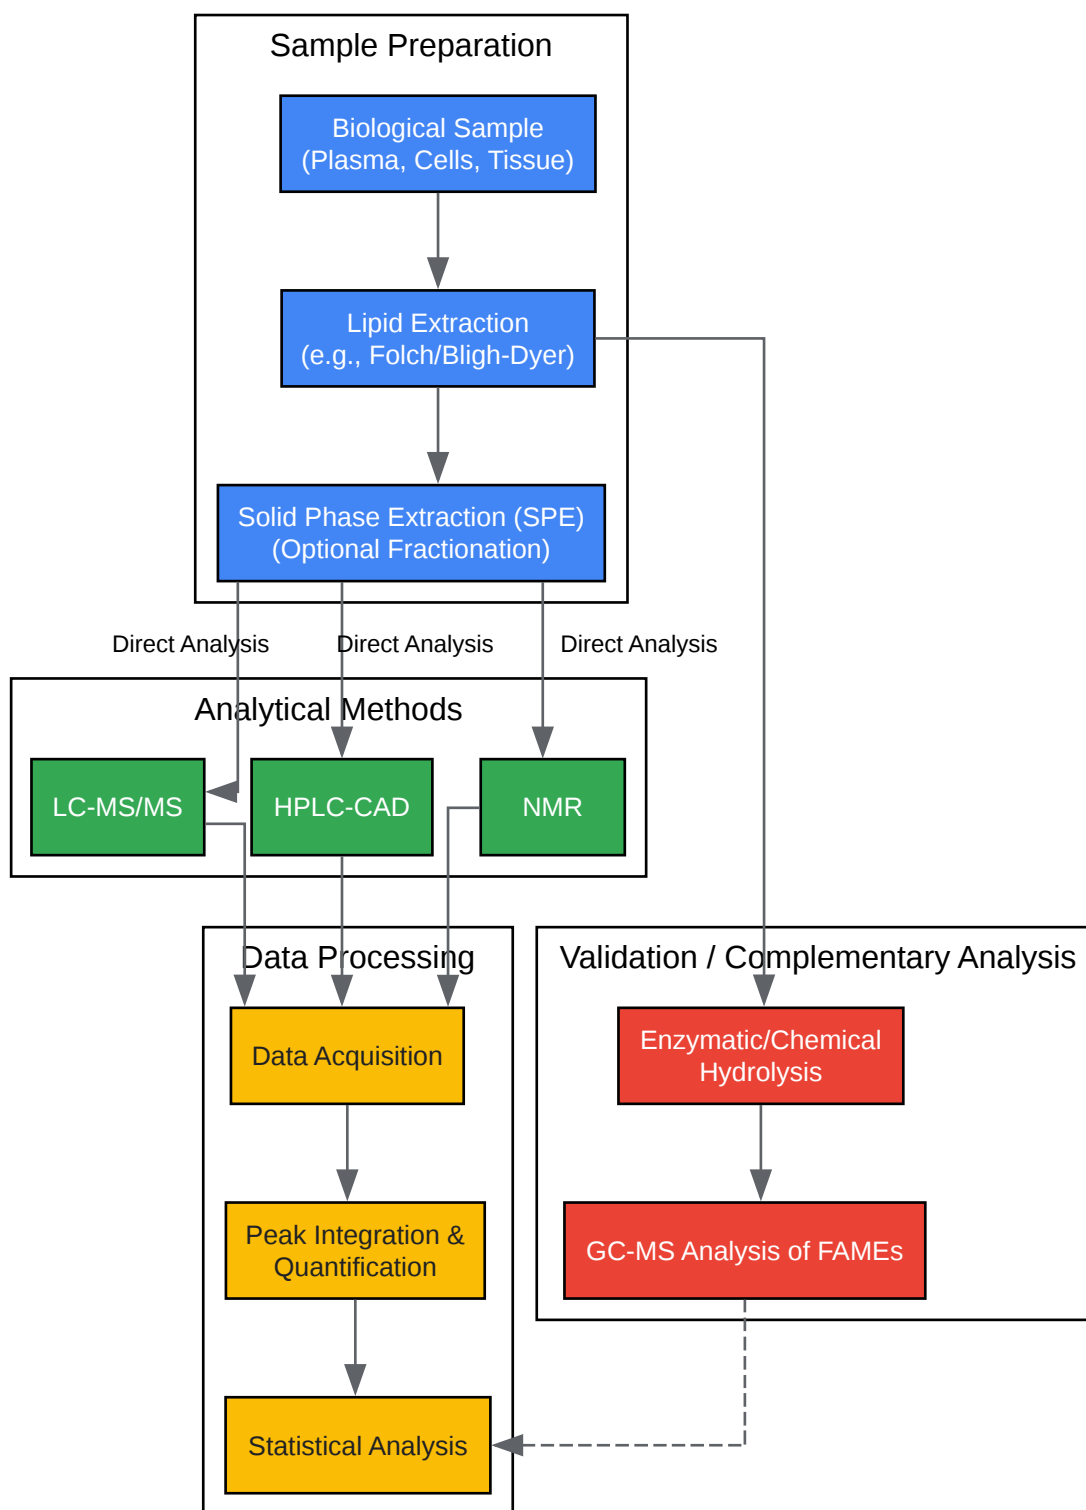 Sample Preparation
Biological Sample
(Plasma, Cells, Tissue)
Lipid Extraction
(e.g., Folch/Bligh-Dyer)
Solid Phase Extraction (SPE)
(Optional Fractionation)
Direct Analysis
Direct Analysis
Direct Analysis
Analytical Methods
LC-MS/MS
HPLC-CAD
NMR
Data Processing
Validation / Complementary Analysis
Data Acquisition
Enzymatic/Chemical
Hydrolysis
Peak Integration &
Quantification
GC-MS Analysis of FAMEs
Statistical Analysis